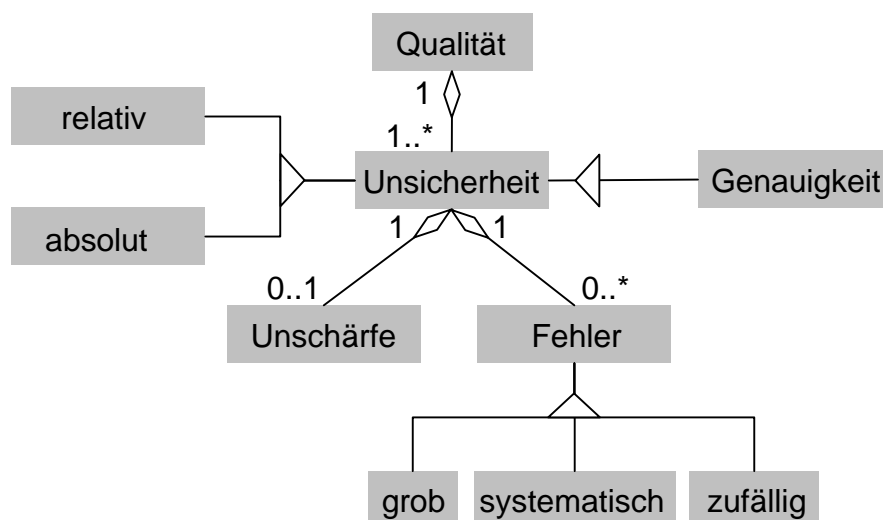 Qualität
1
relativ
1..*
Unsicherheit
Genauigkeit
absolut
1
1
0..1
0..*
Unschärfe
Fehler
grob
systematisch
zufällig